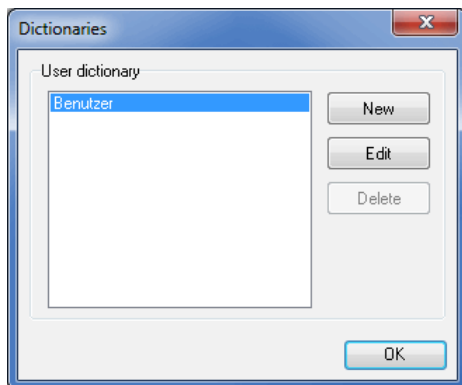 Dictionaries
User dictionary
Benutzer
New
Edit
Delete
OK